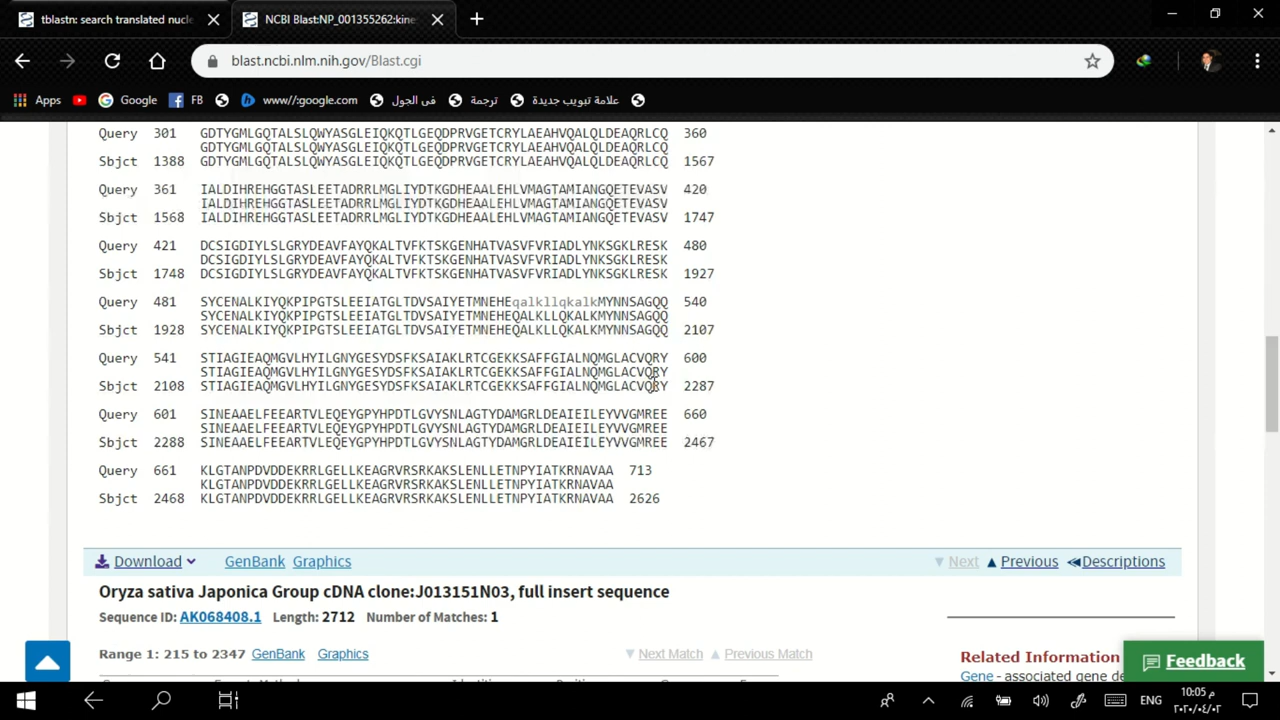 tblastn: search translated nucle
NCBI Blast:NP_001355262:kine
blast.ncbi.nlm.nih.gov/Blast.cgi
Apps Google FB www//:google.com فى الجول ترجمة علامة تبويب جديدة
Query 301 GDTYGMLGQTALSLQWYASGLEIQKQTLGEQDPRVGETCRYLAEAHVQALQLDEAQRLCQ 360
GDTYGMLGQTALSLQWYASGLEIQKQTLGEQDPRVGETCRYLAEAHVQALQLDEAQRLCQ
Sbjct 1388 GDTYGMLGQTALSLQWYASGLEIQKQTLGEQDPRVGETCRYLAEAHVQALQLDEAQRLCQ 1567
Query 361 IALDIHREHGGTASLEETADRRLMGLIYDTKGDHEAALEHLVMAGTAMIANGQETEVASV 420
IALDIHREHGGTASLEETADRRLMGLIYDTKGDHEAALEHLVMAGTAMIANGQETEVASV
Sbjct 1568 IALDIHREHGGTASLEETADRRLMGLIYDTKGDHEAALEHLVMAGTAMIANGQETEVASV 1747
Query 421 DCSIGDIYLSLGRYDEAVFAYQKALTVFKTSKGENHATVASVFVRIADLYNKSGKLRESK 480
DCSIGDIYLSLGRYDEAVFAYQKALTVFKTSKGENHATVASVFVRIADLYNKSGKLRESK
Sbjct 1748 DCSIGDIYLSLGRYDEAVFAYQKALTVFKTSKGENHATVASVFVRIADLYNKSGKLRESK 1927
Query 481 SYCENALKIYQKPIPGTSLEEIATGLTDVSAIYETMNEHEqalkllqkalkMYNNSAGQQ 540
SYCENALKIYQKPIPGTSLEEIATGLTDVSAIYETMNEHEQALKLLQKALKMYNNSAGQQ
Sbjct 1928 SYCENALKIYQKPIPGTSLEEIATGLTDVSAIYETMNEHEQALKLLQKALKMYNNSAGQQ 2107
Query 541 STIAGIEAQMGVLHYILGNYGESYDSFKSAIAKLRTCGEKKSAFFGIALNQMGLACVQRY 600
STIAGIEAQMGVLHYILGNYGESYDSFKSAIAKLRTCGEKKSAFFGIALNQMGLACVQRY
Sbjct 2108 STIAGIEAQMGVLHYILGNYGESYDSFKSAIAKLRTCGEKKSAFFGIALNQMGLACVQRY 2287
Query 601 SINEAAELFEEARTVLEQEYGPYHPDTLGVYSNLAGTYDAMGRLDEAIEILEYVVGMREE 660
SINEAAELFEEARTVLEQEYGPYHPDTLGVYSNLAGTYDAMGRLDEAIEILEYVVGMREE
Sbjct 2288 SINEAAELFEEARTVLEQEYGPYHPDTLGVYSNLAGTYDAMGRLDEAIEILEYVVGMREE 2467
Query 661 KLGTANPDVDDEKRRLGELLKEAGRVRSRKAKSLENLLETNPYIATKRNAVAA 713
KLGTANPDVDDEKRRLGELLKEAGRVRSRKAKSLENLLETNPYIATKRNAVAA
Sbjct 2468 KLGTANPDVDDEKRRLGELLKEAGRVRSRKAKSLENLLETNPYIATKRNAVAA 2626
Download GenBank Graphics Next Previous Descriptions
Oryza sativa Japonica Group cDNA clone:J013151N03, full insert sequence
Sequence ID: AK068408.1 Length: 2712 Number of Matches: 1
Range 1: 215 to 2347 GenBank Graphics Next Match Previous Match
Related Information
Gene - associated gene de
Feedback
ENG
10:05 م
٢٠٢٠/٠٤/٠٢